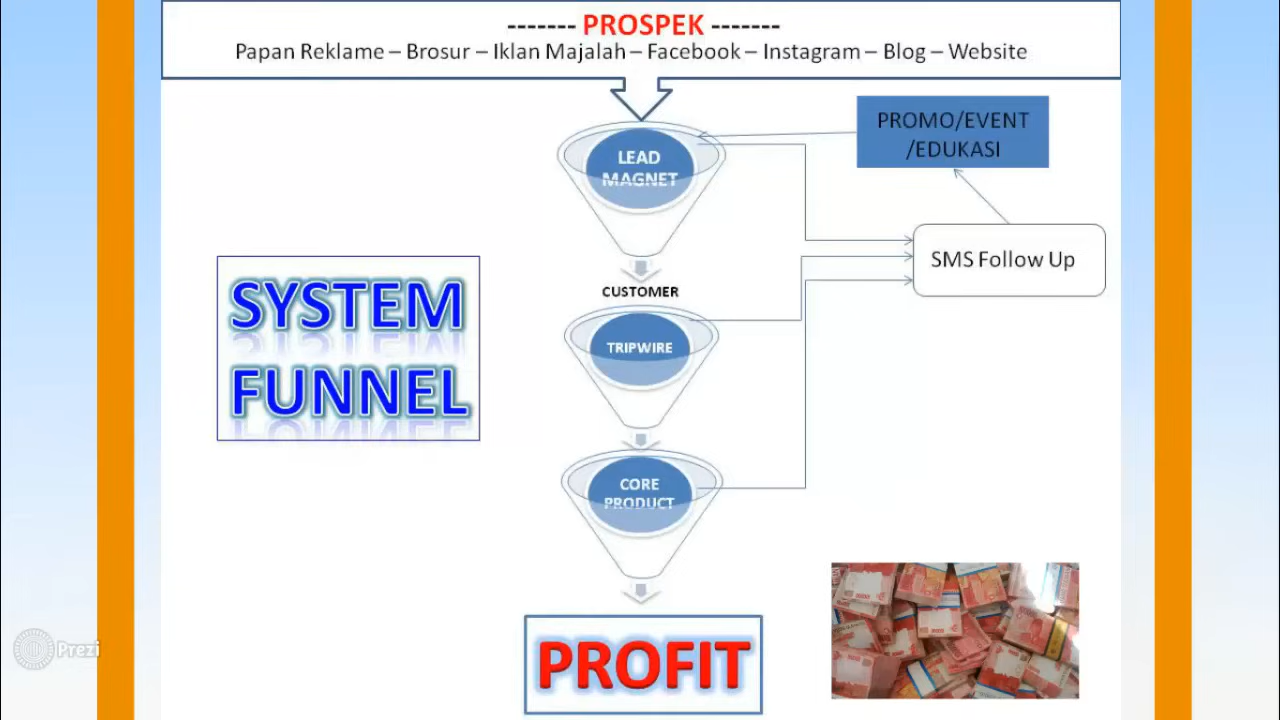 ------- PROSPEK -------
Papan Reklame – Brosur – Iklan Majalah – Facebook – Instagram – Blog – Website
PROMO/EVENT
/EDUKASI
LEAD
MAGNET
SMS Follow Up
CUSTOMER
SYSTEM
FUNNEL
TRIPWIRE
CORE
PRODUCT
PROFIT
Prezi